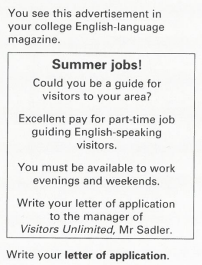 You see this advertisement in
your college English-language
magazine.
Summer jobs!
Could you be a guide for
visitors to your area?
Excellent pay for part-time job
guiding English-speaking
visitors.
You must be available to work
evenings and weekends.
Write your letter of application
to the manager of
Visitors Unlimited, Mr Sadler.
Write your letter of application.